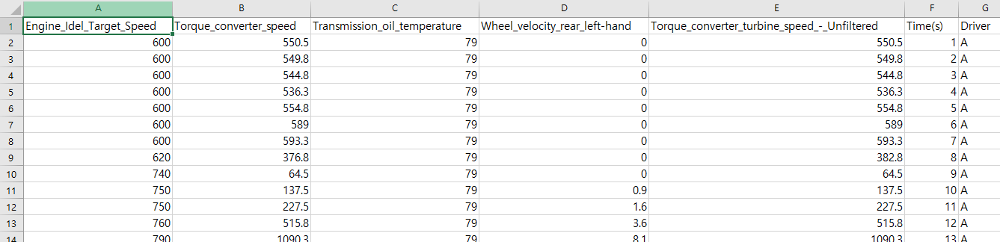 A B C D E F G
1 Engine_Idel_Target_Speed Torque_converter_speed Transmission_oil_temperature Wheel_velocity_rear_left-hand Torque_converter_turbine_speed_-_Unfiltered Time(s) Driver
2 600 550.5 79 0 550.5 1 A
3 600 549.8 79 0 549.8 2 A
4 600 544.8 79 0 544.8 3 A
5 600 536.3 79 0 536.3 4 A
6 600 554.8 79 0 554.8 5 A
7 600 589 79 0 589 6 A
8 600 593.3 79 0 593.3 7 A
9 620 376.8 79 0 382.8 8 A
10 740 64.5 79 0 64.5 9 A
11 750 137.5 79 0.9 137.5 10 A
12 750 227.5 79 1.6 227.5 11 A
13 760 515.8 79 3.6 515.8 12 A
14 790 1090.3 79 8.1 1090.3 13 A